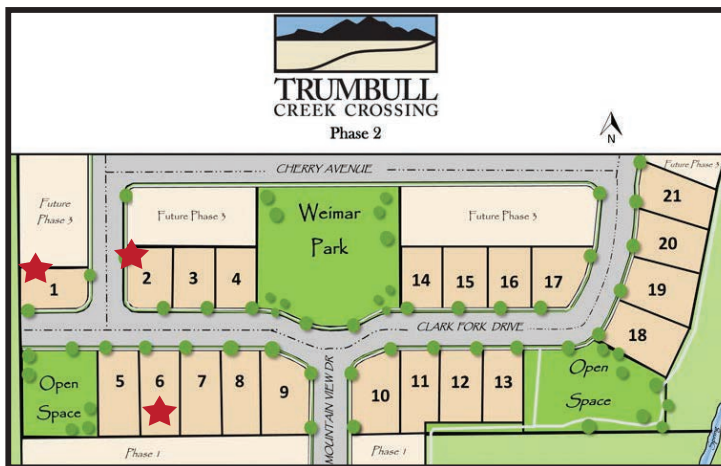 TRUMBULL
CREEK CROSSING
Phase 2
N
CHERRY AVENUE
Future
Phase 3
Future Phase 3
Weimar
Park
Future Phase 3
Future Phase 3
21
20
19
18
1
2
3
4
14
15
16
17
CLARK FORK DRIVE
Open
Space
5
6
7
8
9
MOUNTAIN VIEW DR
10
11
12
13
Open
Space
Phase 1
Phase 1